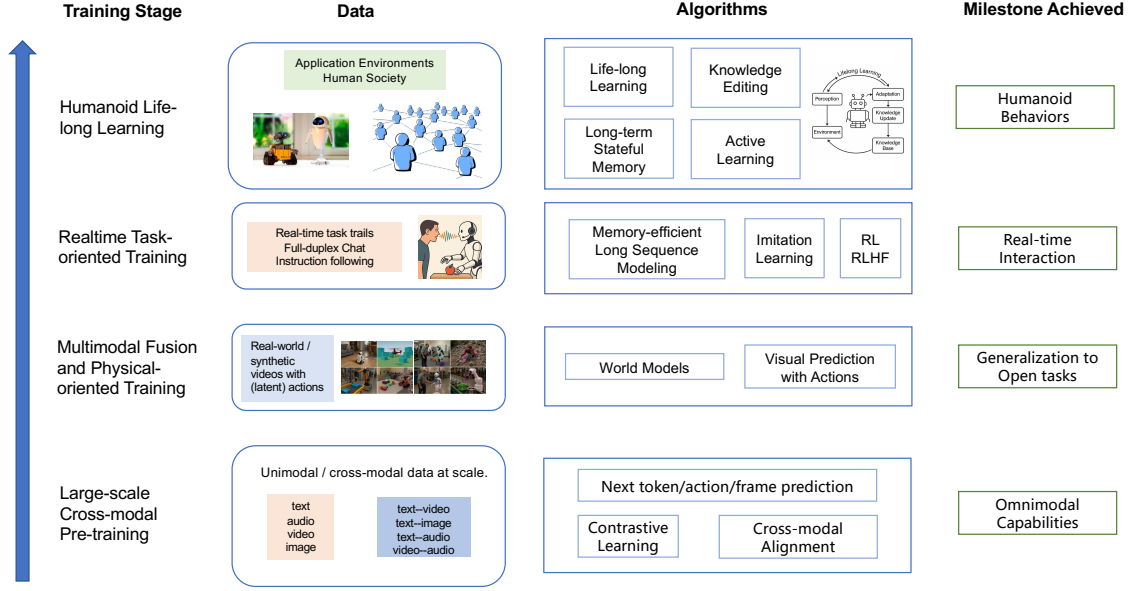 Training Stage
Data
Algorithms
Milestone Achieved
Humanoid Life-
long Learning
Application Environments
Human Society
Life-long
Learning
Knowledge
Editing
Long-term
Stateful
Memory
Active
Learning
Lifelong Learning
Perception
Adaptation
Knowledge
Update
Environment
Knowledge
Base
Humanoid
Behaviors
Realtime Task-
oriented Training
Real-time task trails
Full-duplex Chat
Instruction following
Memory-efficient
Long Sequence
Modeling
Imitation
Learning
RL
RLHF
Real-time
Interaction
Multimodal Fusion
and Physical-
oriented Training
Real-world /
synthetic
videos with
(latent) actions
World Models
Visual Prediction
with Actions
Generalization to
Open tasks
Large-scale
Cross-modal
Pre-training
Unimodal / cross-modal data at scale.
text
audio
video
image
text--video
text--image
text--audio
video--audio
Next token/action/frame prediction
Contrastive
Learning
Cross-modal
Alignment
Omnimodal
Capabilities